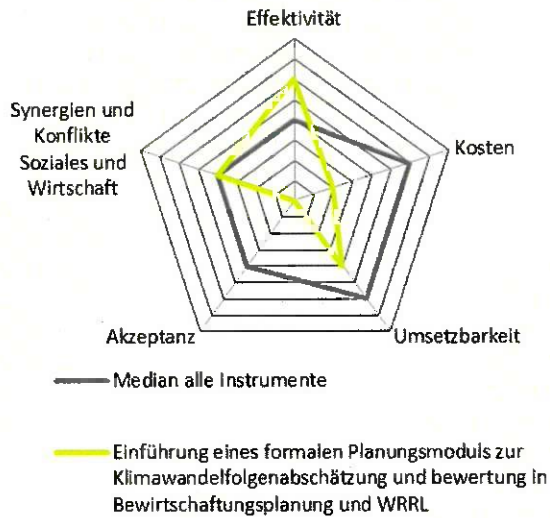 Effektivität
Synergien und
Konflikte
Soziales und
Wirtschaft
Kosten
Akzeptanz
Umsetzbarkeit
Median alle Instrumente
Einführung eines formalen Planungsmoduls zur
Klimawandelfolgenabschätzung und bewertung in
Bewirtschaftungsplanung und WRRL